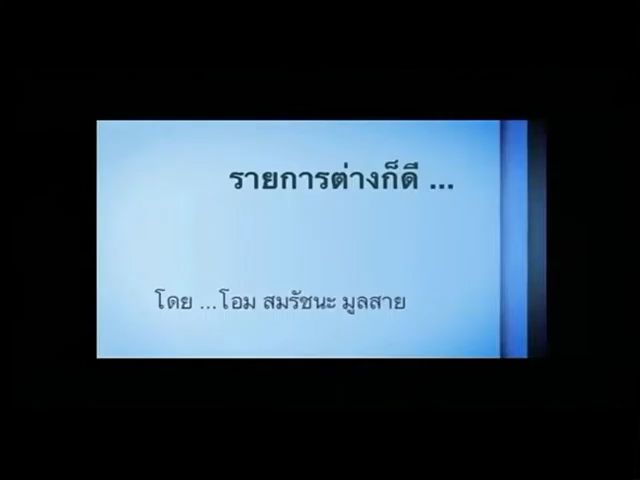 รายการต่างก็ดี ...
โดย ...โอม สมรัชนะ มูลสาย